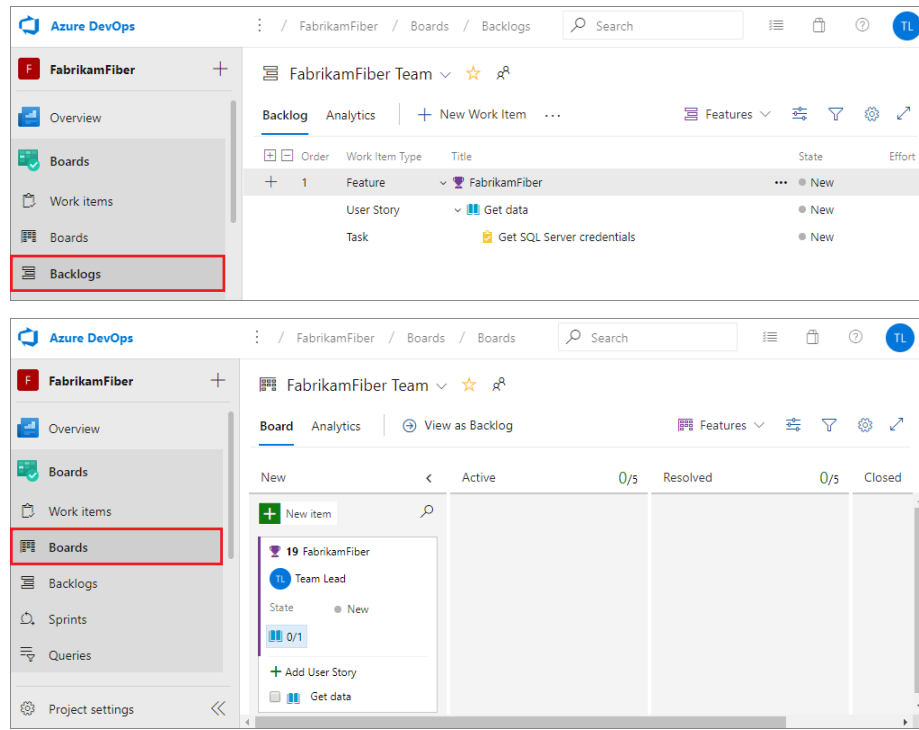 Azure DevOps / FabrikamFiber / Boards / Backlogs Search TL
F FabrikamFiber FabrikamFiber Team
Overview Backlog Analytics New Work Item ... Features
Boards Order Work Item Type Title State Effort
1 Feature FabrikamFiber ... New
Work items User Story Get data New
Boards Task Get SQL Server credentials New
Backlogs
Azure DevOps / FabrikamFiber / Boards / Boards Search TL
F FabrikamFiber FabrikamFiber Team
Overview Board Analytics View as Backlog Features
Boards New Active 0/5 Resolved 0/5 Closed
Work items New item
Boards 19 FabrikamFiber
Backlogs TL Team Lead
Sprints State New
0/1
Queries Add User Story
Project settings Get data